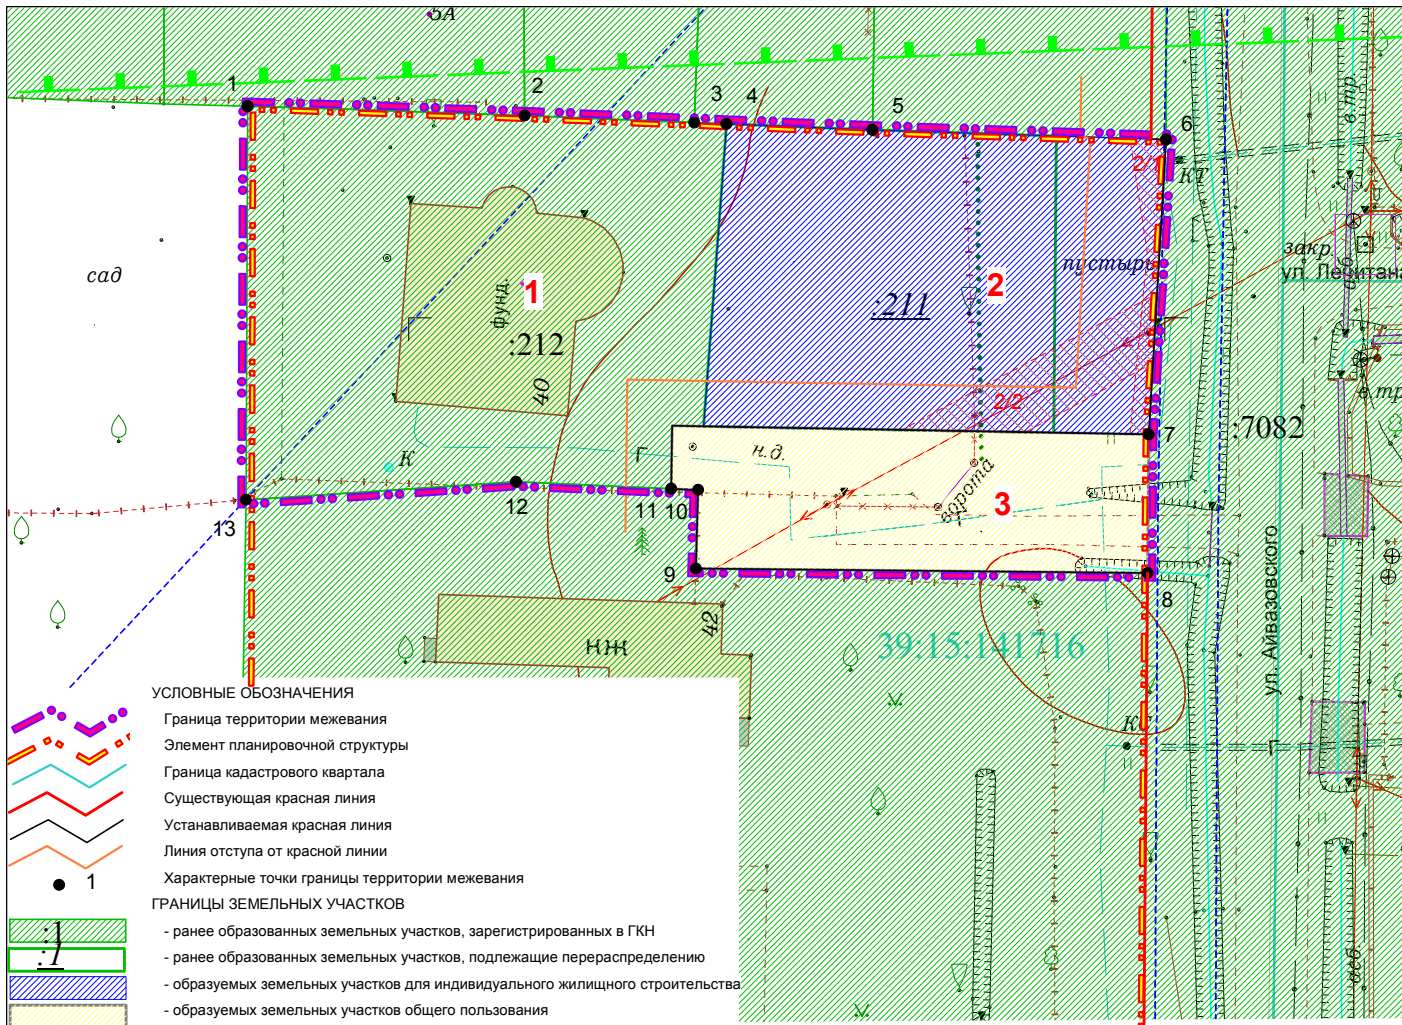 5А
1
2
3
4
5
6
6 тр.
2/1
КТ
сад
закр.
ул. Левитана
пустырь
1
2
фунд.
:211
:212
40
2/2
в.тр
:7082
7
н.д.
Г
К
ворота
3
13
12
11
10
9
8
42
нж
39:15:141716
ул. Айвазовского
К
УСЛОВНЫЕ ОБОЗНАЧЕНИЯ
Граница территории межевания
Элемент планировочной структуры
Граница кадастрового квартала
Существующая красная линия
Устанавливаемая красная линия
Линия отступа от красной линии
1 Характерные точки границы территории межевания
ГРАНИЦЫ ЗЕМЕЛЬНЫХ УЧАСТКОВ
:1 - ранее образованных земельных участков, зарегистрированных в ГКН
:1 - ранее образованных земельных участков, подлежащие перераспределению
- образуемых земельных участков для индивидуального жилищного строительства
- образуемых земельных участков общего пользования